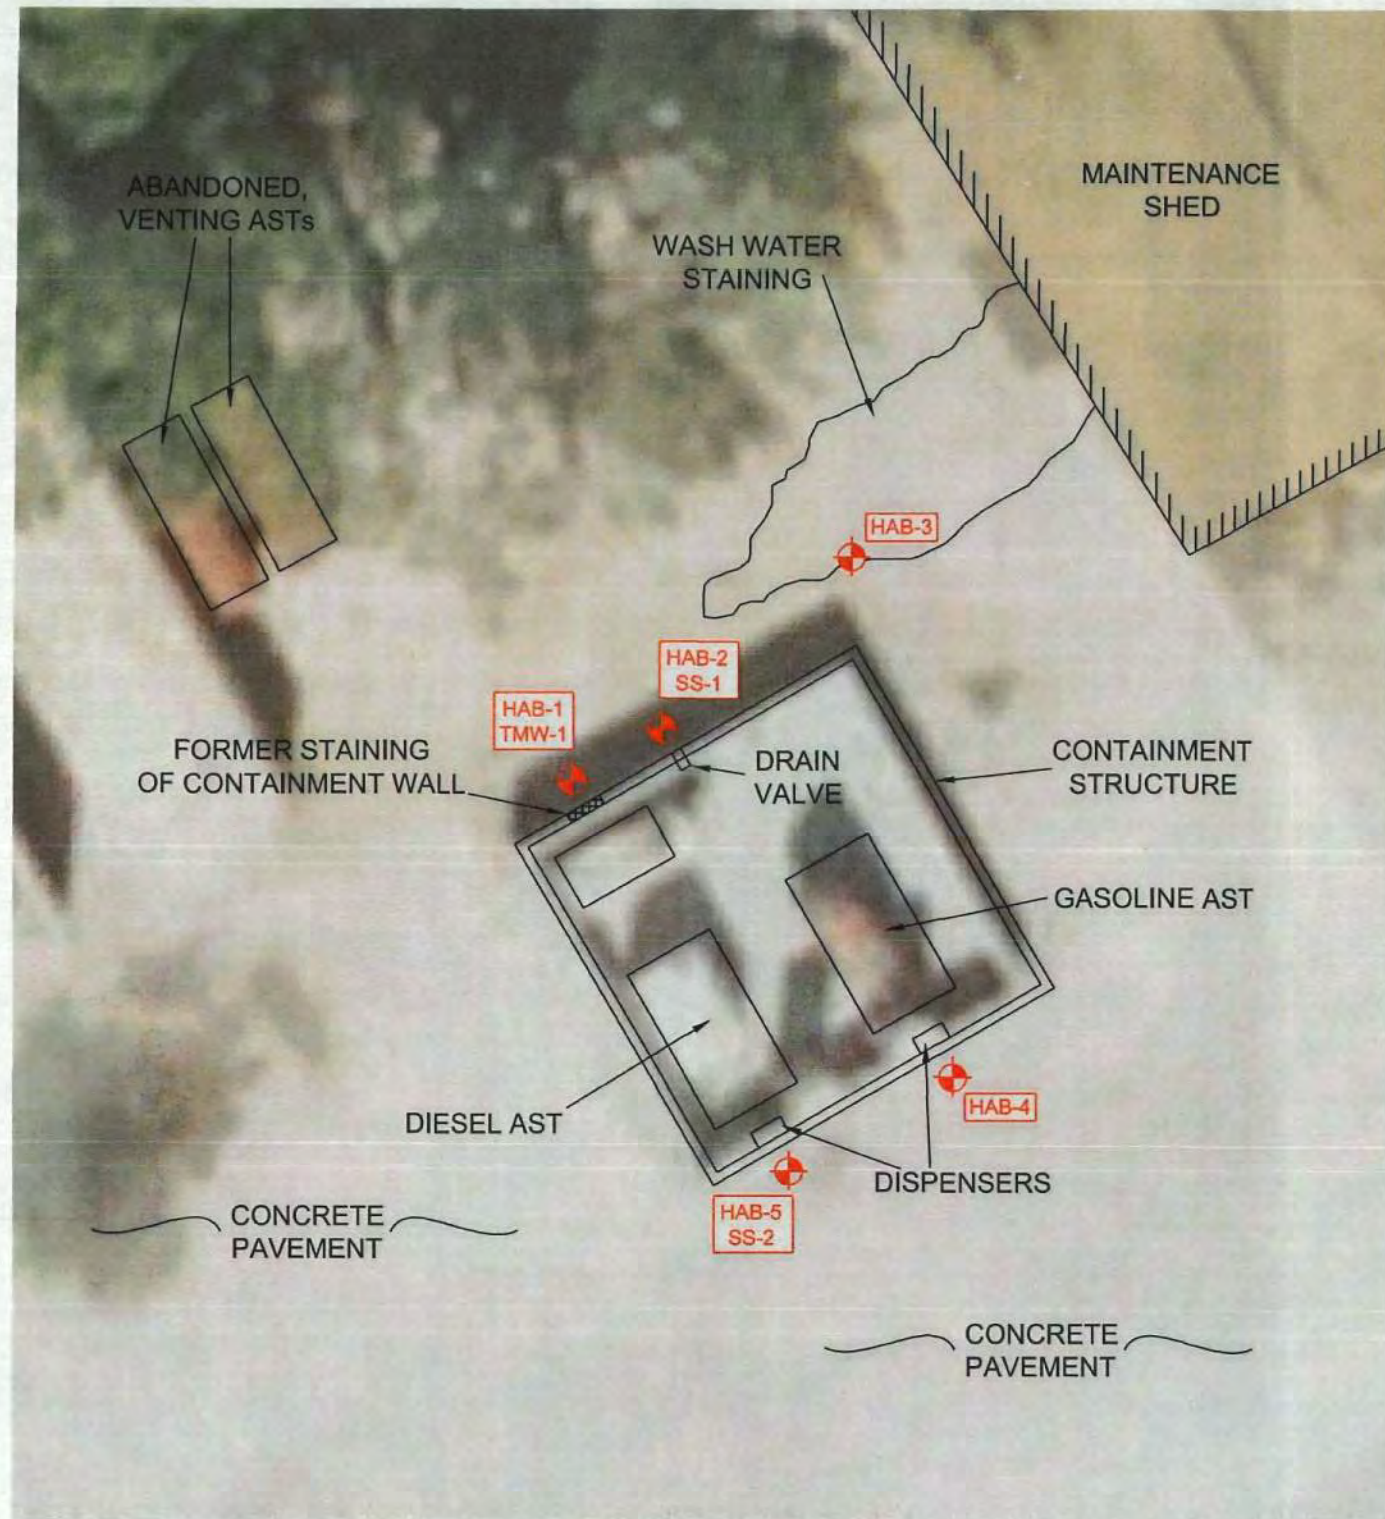 ABANDONED,
VENTING ASTs
MAINTENANCE
SHED
WASH WATER
STAINING
HAB-3
HAB-2
SS-1
HAB-1
TMW-1
FORMER STAINING
OF CONTAINMENT WALL
DRAIN
VALVE
CONTAINMENT
STRUCTURE
GASOLINE AST
DIESEL AST
HAB-4
DISPENSERS
HAB-5
SS-2
CONCRETE
PAVEMENT
CONCRETE
PAVEMENT